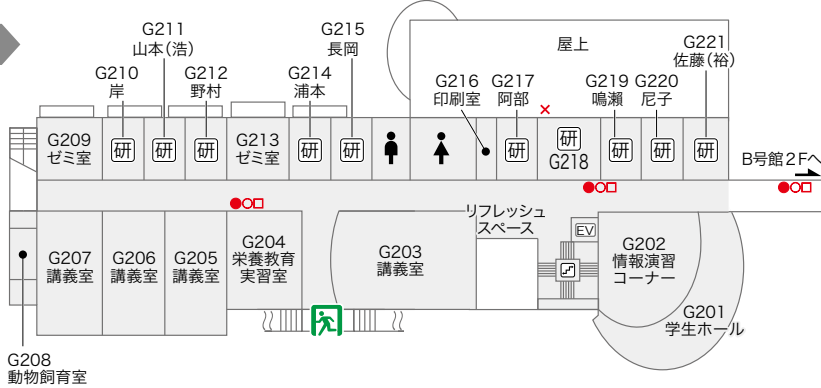 G211
山本(浩)
G215
長岡
屋上
G221
佐藤(裕)
G210
岸
G212
野村
G214
浦本
G216
印刷室
G217
阿部
G219
鳴瀬
G220
尼子
G209
ゼミ室
研
研
研
G213
ゼミ室
研
研
研
研
G218
研
研
研
B号館2Fへ
リフレッシュ
スペース
G207
講義室
G206
講義室
G205
講義室
G204
栄養教育
実習室
G203
講義室
EV
G202
情報演習
コーナー
G201
学生ホール
G208
動物飼育室